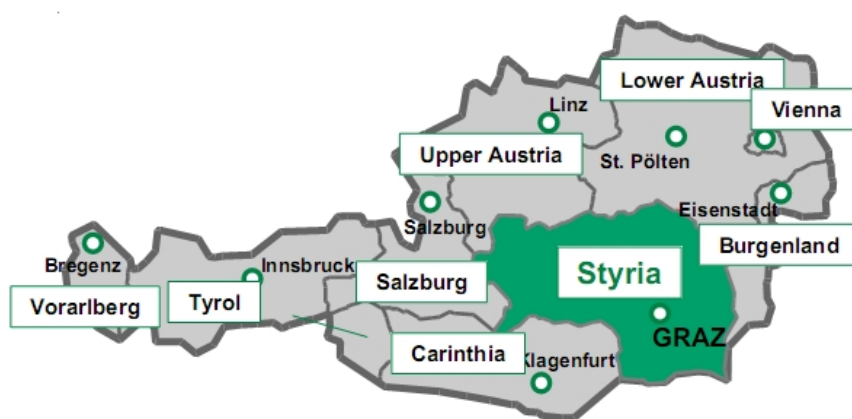 Lower Austria
Linz
Vienna
Upper Austria
St. Pölten
Salzburg
Eisenstadt
Bregenz
Innsbruck
Burgenland
Styria
Salzburg
Vorarlberg
Tyrol
GRAZ
Carinthia
Klagenfurt